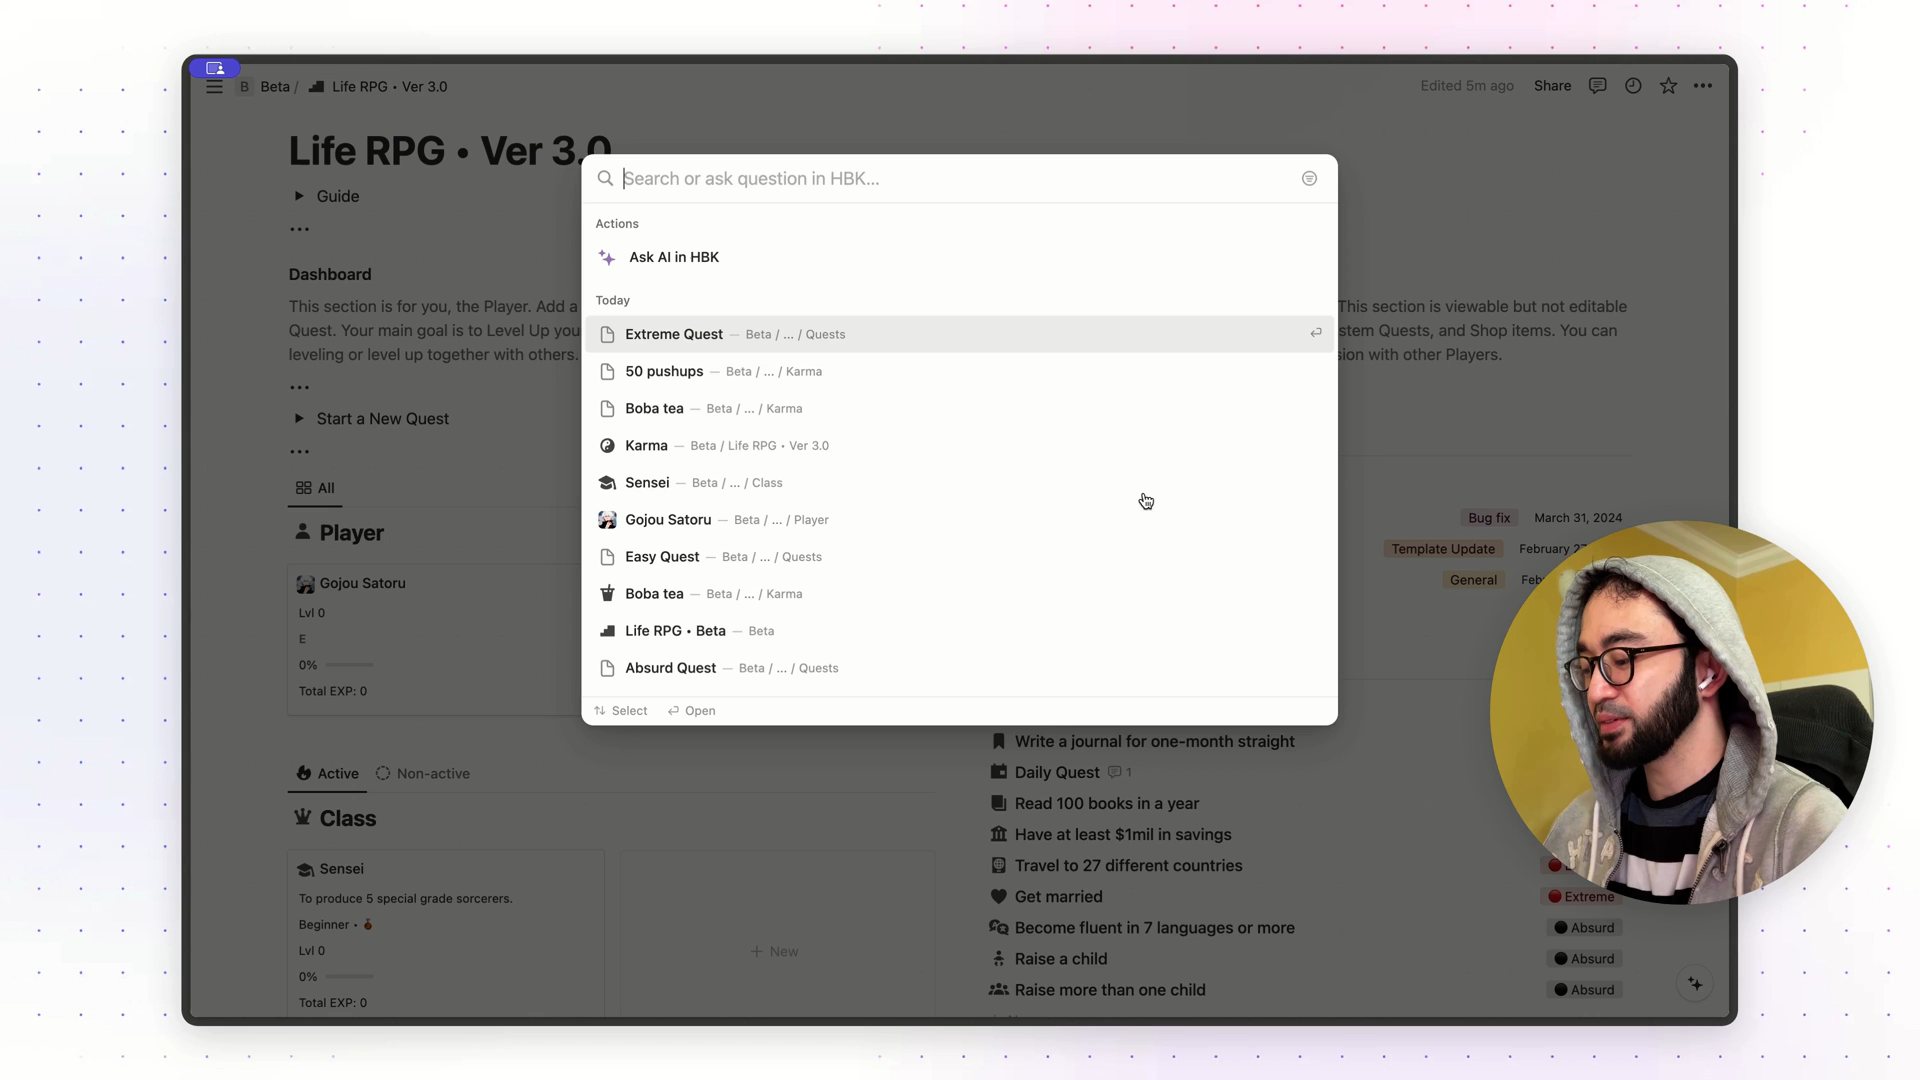 B Beta / Life RPG • Ver 3.0
Edited 5m ago Share
Life RPG • Ver 3.0
Guide
Dashboard
This section is for you, the Player. Add a
Quest. Your main goal is to Level Up you
leveling or level up together with others.
This section is viewable but not editable
stem Quests, and Shop items. You can
sion with other Players.
Start a New Quest
All
Player
Gojou Satoru
Lvl 0
E
0%
Total EXP: 0
Active Non-active
Class
Sensei
To produce 5 special grade sorcerers.
Beginner •
Lvl 0
0%
Total EXP: 0
+ New
Search or ask question in HBK...
Actions
Ask AI in HBK
Today
Extreme Quest — Beta / ... / Quests
50 pushups — Beta / ... / Karma
Boba tea — Beta / ... / Karma
Karma — Beta / Life RPG • Ver 3.0
Sensei — Beta / ... / Class
Gojou Satoru — Beta / ... / Player
Easy Quest — Beta / ... / Quests
Boba tea — Beta / ... / Karma
Life RPG • Beta — Beta
Absurd Quest — Beta / ... / Quests
Select Open
Bug fix March 31, 2024
Template Update February 27
General Feb
Write a journal for one-month straight
Daily Quest 1
Read 100 books in a year
Have at least $1mil in savings
Travel to 27 different countries
Get married Extreme
Become fluent in 7 languages or more Absurd
Raise a child Absurd
Raise more than one child Absurd